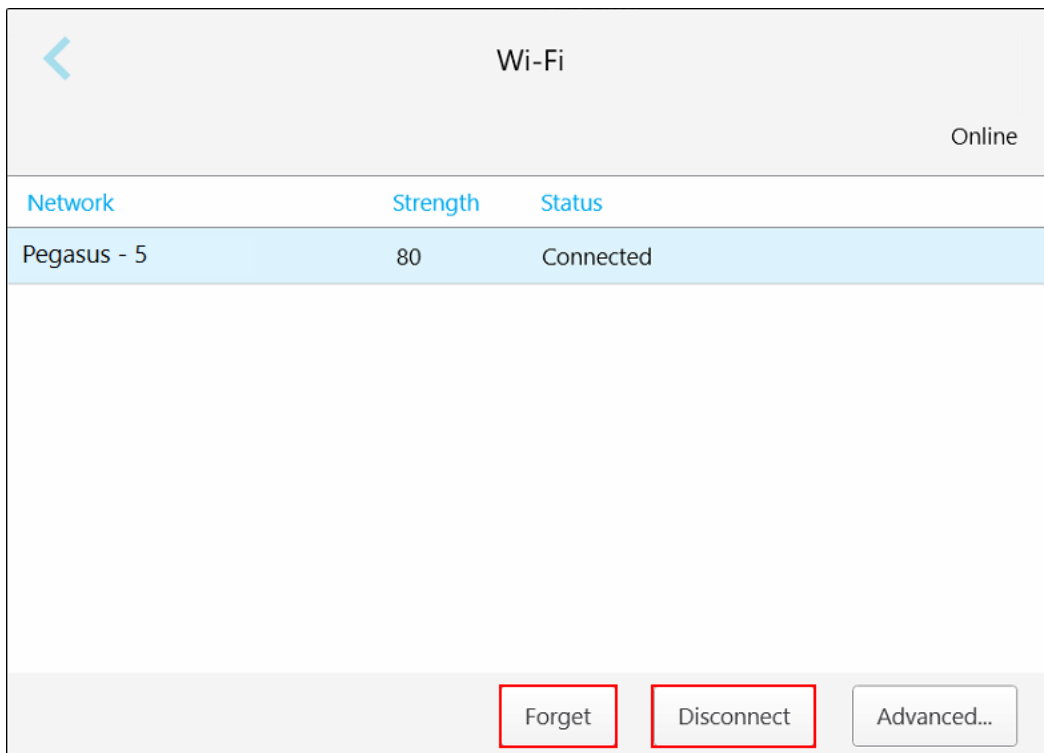 Wi-Fi
Online
Network Strength Status
Pegasus - 5 80 Connected
Forget Disconnect Advanced...